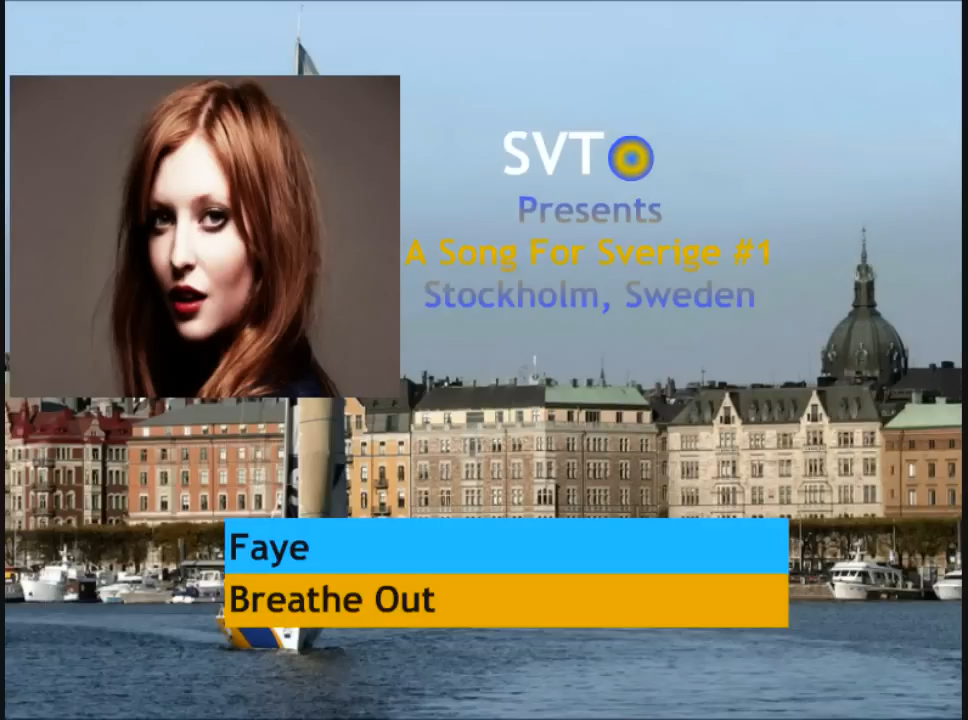 SVT
Presents
A Song For Sverige #1
Stockholm, Sweden
Faye
Breathe Out